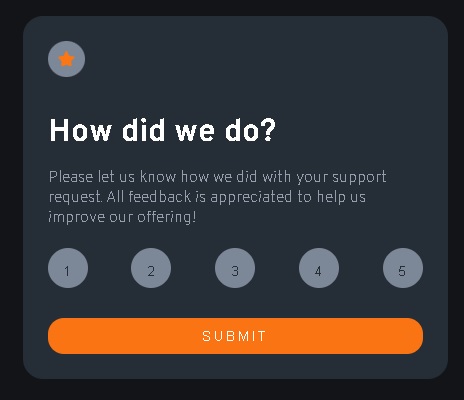 How did we do?
Please let us know how we did with your support
request. All feedback is appreciated to help us
improve our offering!
1 2 3 4 5
SUBMIT